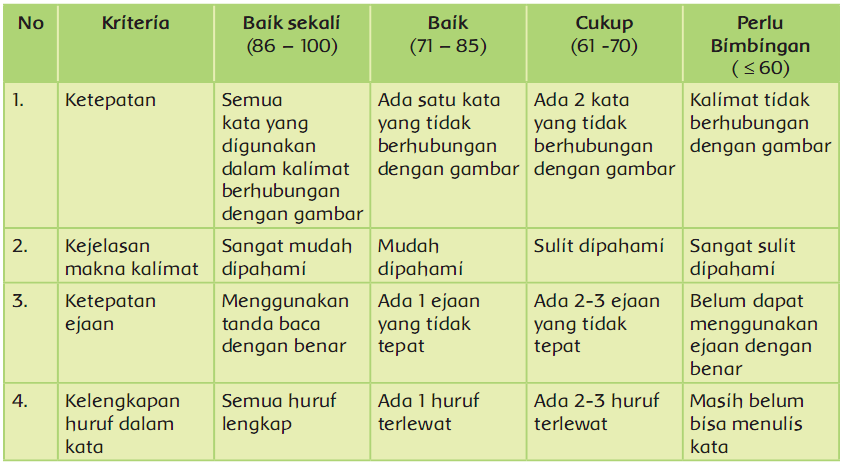 No
Kriteria
Baik sekali
(86 – 100)
Baik
(71 – 85)
Cukup
(61 -70)
Perlu
Bimbingan
( ≤ 60)
1.
Ketepatan
Semua
kata yang
digunakan
dalam kalimat
berhubungan
dengan gambar
Ada satu kata
yang tidak
berhubungan
dengan gambar
Ada 2 kata
yang tidak
berhubungan
dengan gambar
Kalimat tidak
berhubungan
dengan gambar
2.
Kejelasan
makna kalimat
Sangat mudah
dipahami
Mudah
dipahami
Sulit dipahami
Sangat sulit
dipahami
3.
Ketepatan
ejaan
Menggunakan
tanda baca
dengan benar
Ada 1 ejaan
yang tidak
tepat
Ada 2-3 ejaan
yang tidak
tepat
Belum dapat
menggunakan
ejaan dengan
benar
4.
Kelengkapan
huruf dalam
kata
Semua huruf
lengkap
Ada 1 huruf
terlewat
Ada 2-3 huruf
terlewat
Masih belum
bisa menulis
kata